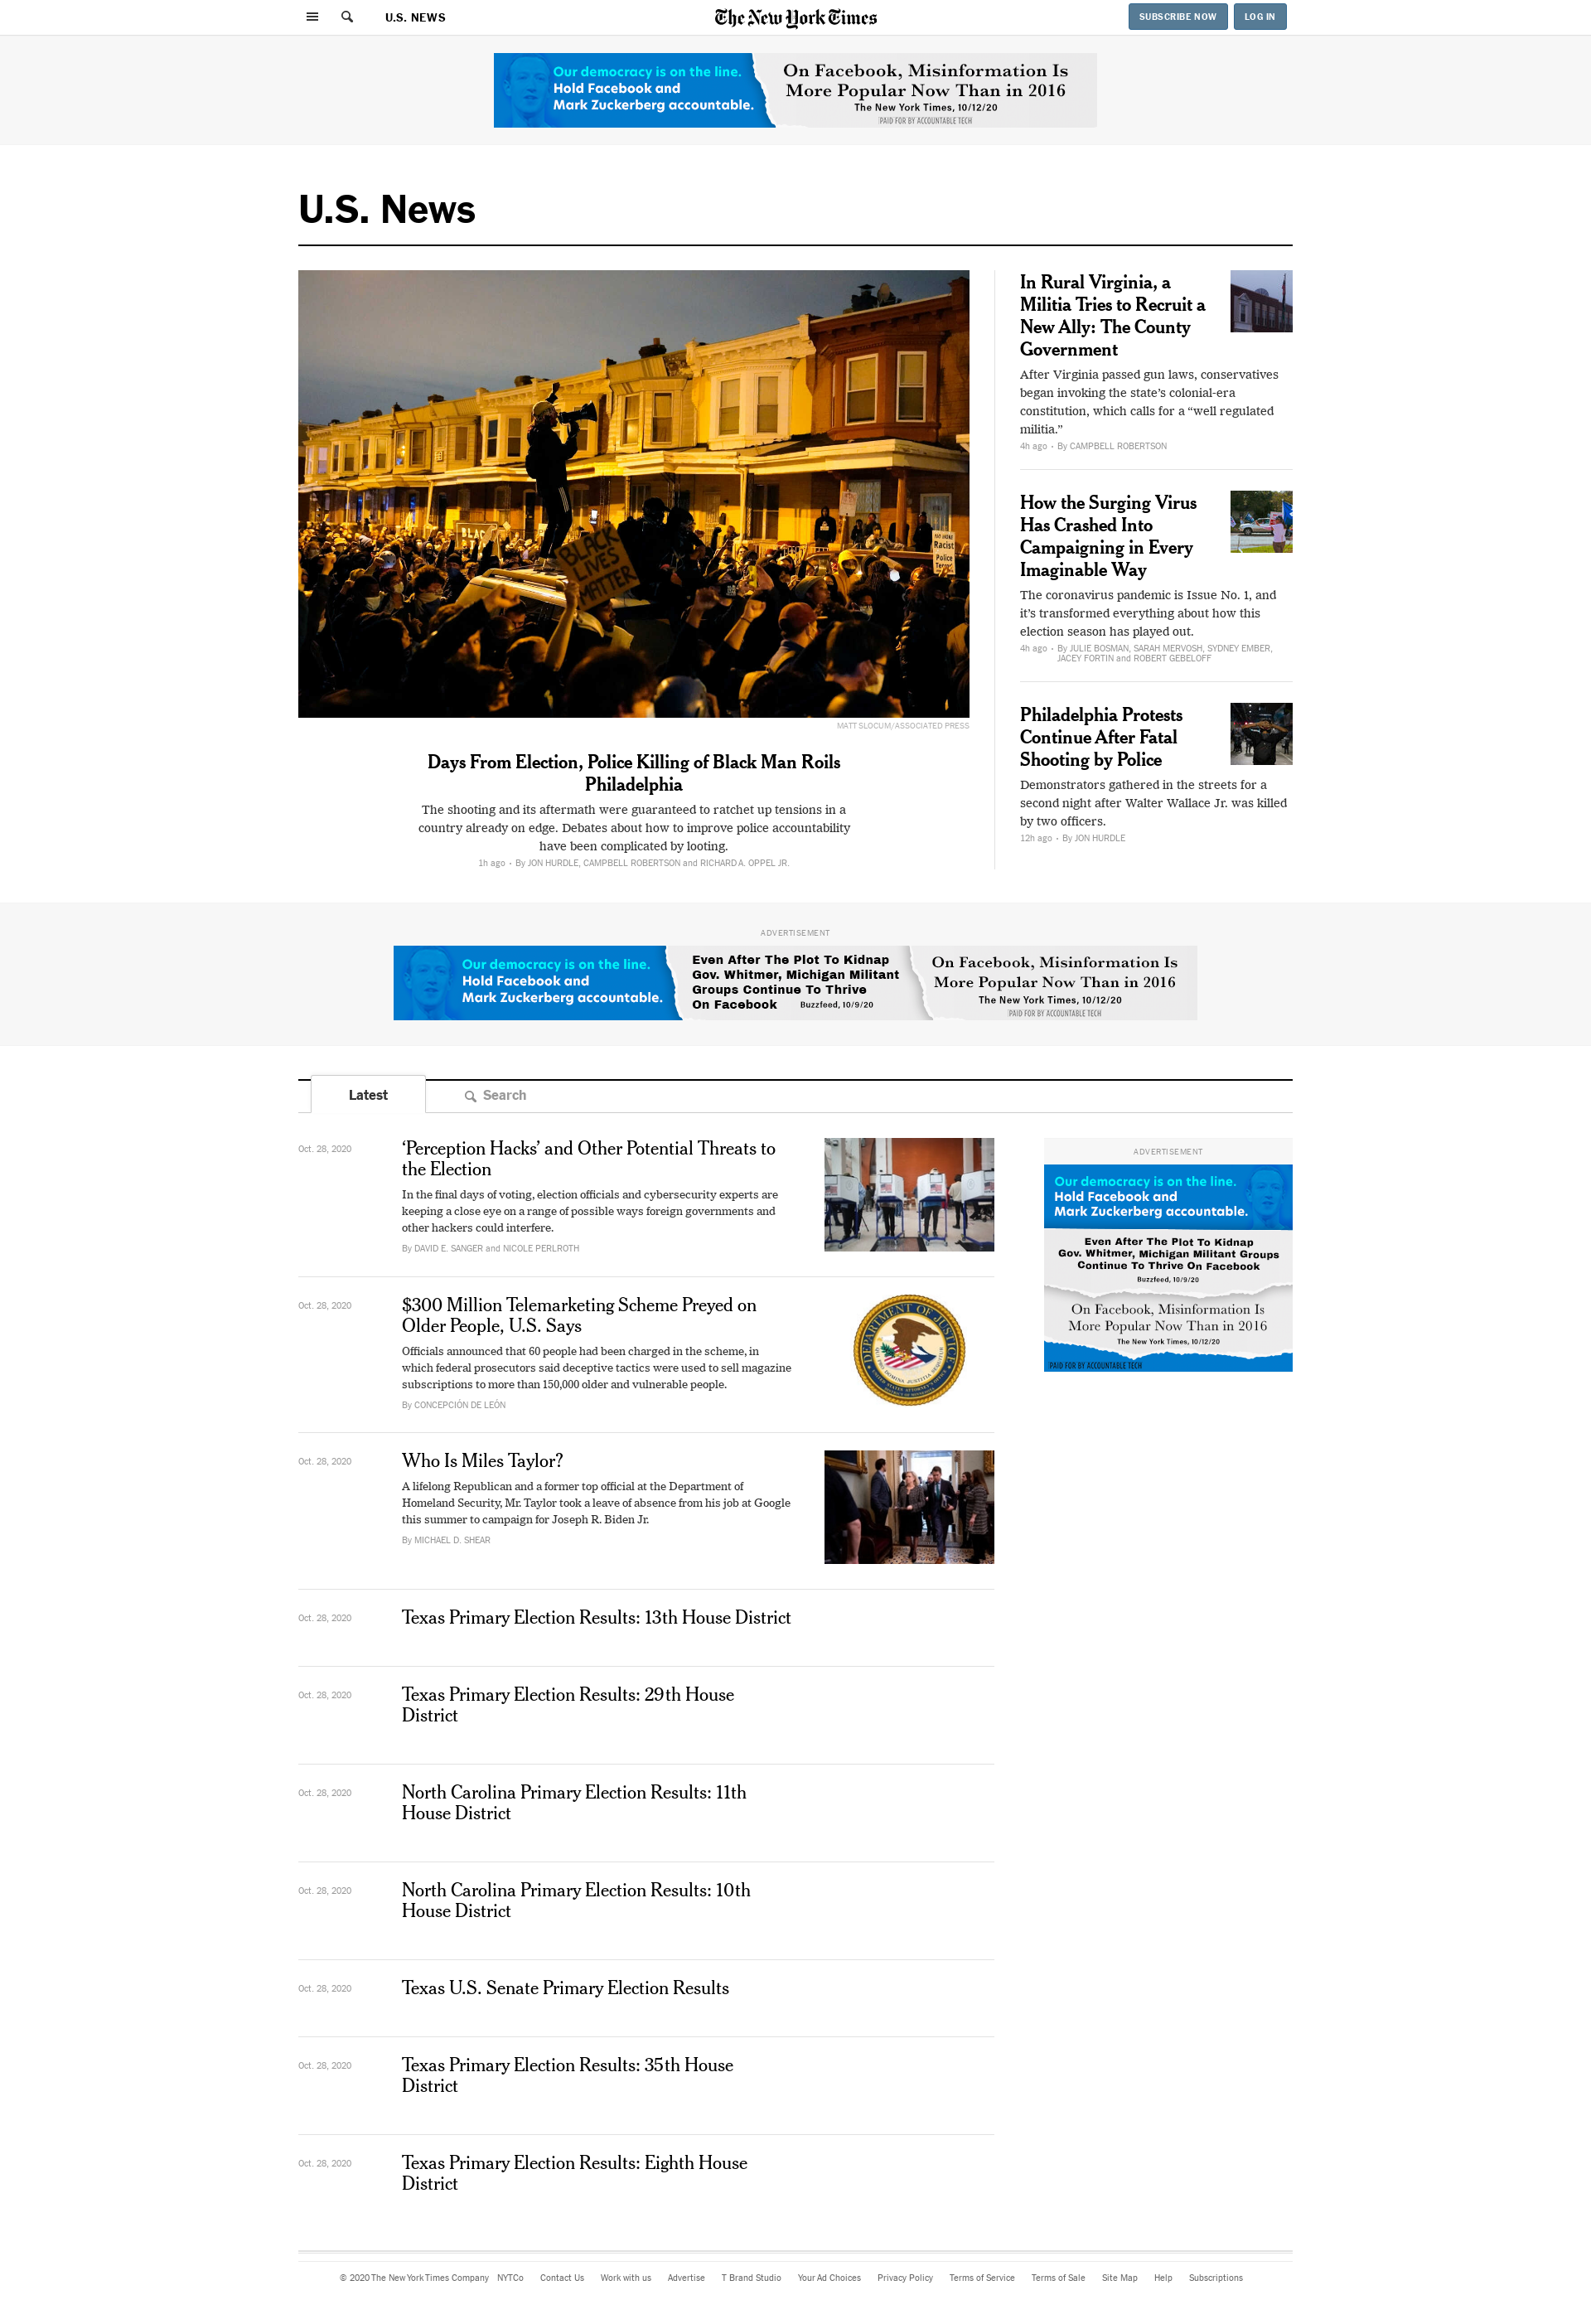 U.S. NEWS
The New York Times
SUBSCRIBE NOW
LOG IN
Our democracy is on the line.
Hold Facebook and
Mark Zuckerberg accountable.
On Facebook, Misinformation Is
More Popular Now Than in 2016
The New York Times, 10/12/20
PAID FOR BY ACCOUNTABLE TECH
U.S. News
BLACK
BLACK
LIVES
MATTER
Racist
Police
MATT SLOCUM/ASSOCIATED PRESS
Days From Election, Police Killing of Black Man Roils
Philadelphia
The shooting and its aftermath were guaranteed to ratchet up tensions in a
country already on edge. Debates about how to improve police accountability
have been complicated by looting.
1h ago • By JON HURDLE, CAMPBELL ROBERTSON and RICHARD A. OPPEL JR.
In Rural Virginia, a
Militia Tries to Recruit a
New Ally: The County
Government
After Virginia passed gun laws, conservatives
began invoking the state’s colonial-era
constitution, which calls for a “well regulated
militia.”
4h ago • By CAMPBELL ROBERTSON
How the Surging Virus
Has Crashed Into
Campaigning in Every
Imaginable Way
The coronavirus pandemic is Issue No. 1, and
it’s transformed everything about how this
election season has played out.
4h ago • By JULIE BOSMAN, SARAH MERVOSH, SYDNEY EMBER,
JACEY FORTIN and ROBERT GEBELOFF
Philadelphia Protests
Continue After Fatal
Shooting by Police
Demonstrators gathered in the streets for a
second night after Walter Wallace Jr. was killed
by two officers.
12h ago • By JON HURDLE
ADVERTISEMENT
Our democracy is on the line.
Hold Facebook and
Mark Zuckerberg accountable.
Even After The Plot To Kidnap
Gov. Whitmer, Michigan Militant
Groups Continue To Thrive
On Facebook Buzzfeed, 10/9/20
On Facebook, Misinformation Is
More Popular Now Than in 2016
The New York Times, 10/12/20
PAID FOR BY ACCOUNTABLE TECH
Latest
Search
Oct. 28, 2020
‘Perception Hacks’ and Other Potential Threats to
the Election
In the final days of voting, election officials and cybersecurity experts are
keeping a close eye on a range of possible ways foreign governments and
other hackers could interfere.
By DAVID E. SANGER and NICOLE PERLROTH
ADVERTISEMENT
Our democracy is on the line.
Hold Facebook and
Mark Zuckerberg accountable.
Even After The Plot To Kidnap
Gov. Whitmer, Michigan Militant Groups
Continue To Thrive On Facebook
Buzzfeed, 10/9/20
On Facebook, Misinformation Is
More Popular Now Than in 2016
The New York Times, 10/12/20
PAID FOR BY ACCOUNTABLE TECH
Oct. 28, 2020
$300 Million Telemarketing Scheme Preyed on
Older People, U.S. Says
Officials announced that 60 people had been charged in the scheme, in
which federal prosecutors said deceptive tactics were used to sell magazine
subscriptions to more than 150,000 older and vulnerable people.
By CONCEPCIÓN DE LEÓN
DEPARTMENT OF JUSTICE
Oct. 28, 2020
Who Is Miles Taylor?
A lifelong Republican and a former top official at the Department of
Homeland Security, Mr. Taylor took a leave of absence from his job at Google
this summer to campaign for Joseph R. Biden Jr.
By MICHAEL D. SHEAR
Oct. 28, 2020
Texas Primary Election Results: 13th House District
Oct. 28, 2020
Texas Primary Election Results: 29th House
District
Oct. 28, 2020
North Carolina Primary Election Results: 11th
House District
Oct. 28, 2020
North Carolina Primary Election Results: 10th
House District
Oct. 28, 2020
Texas U.S. Senate Primary Election Results
Oct. 28, 2020
Texas Primary Election Results: 35th House
District
Oct. 28, 2020
Texas Primary Election Results: Eighth House
District
© 2020 The New York Times Company NYTCo Contact Us Work with us Advertise T Brand Studio Your Ad Choices Privacy Policy Terms of Service Terms of Sale Site Map Help Subscriptions